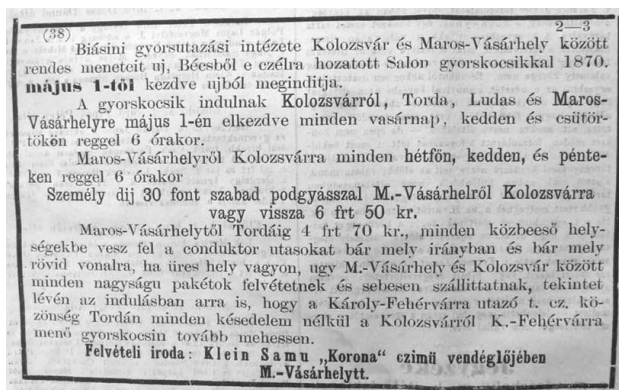 (38) 2—3
Biásini gyorsutazási intézete Kolozsvár és Maros-Vásárhely között
rendes meneteit uj, Bécsből e czélra hozatott Salon gyorskocsikkal 1870.
május 1-től kezdve ujból meginditja.
A gyorskocsik indulnak Kolozsvárról, Torda, Ludas és Maros-
Vásárhelyre május 1-én elkezdve minden vasárnap, kedden és csütör-
tökön reggel 6 órakor.
Maros-Vásárhelyről Kolozsvárra minden hétfőn, kedden, és pénte-
ken reggel 6 órakor
Személy dij 30 font szabad podgyásszal M.-Vásárhelről Kolozsvárra
vagy vissza 6 frt 50 kr.
Maros-Vásárhelytől Tordáig 4 frt 70 kr., minden közbeeső hely-
ségekbe vesz fel a conduktor utasokat bár mely irányban és bár mely
rövid vonalra, ha üres hely vagyon, ugy M.-Vásárhely és Kolozsvár között
minden nagyságu pakétok felvétetnek és sebesen szállittatnak, tekintet
lévén az indulásban arra is, hogy a Károly-Fehérvárra utazó t. cz. kö-
zönség Tordán minden késedelem nélkül a Kolozsvárról K.-Fehérvárra
menő gyorskocsin tovább mehessen.
Felvételi iroda: Klein Samu „Korona” czimü vendéglőjében
M.-Vásárhelytt.